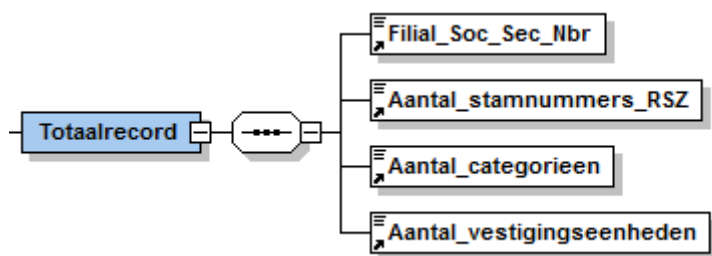 Totaalrecord
Filial_Soc_Sec_Nbr
Aantal_stamnummers_RSZ
Aantal_categorieen
Aantal_vestigingseenheden